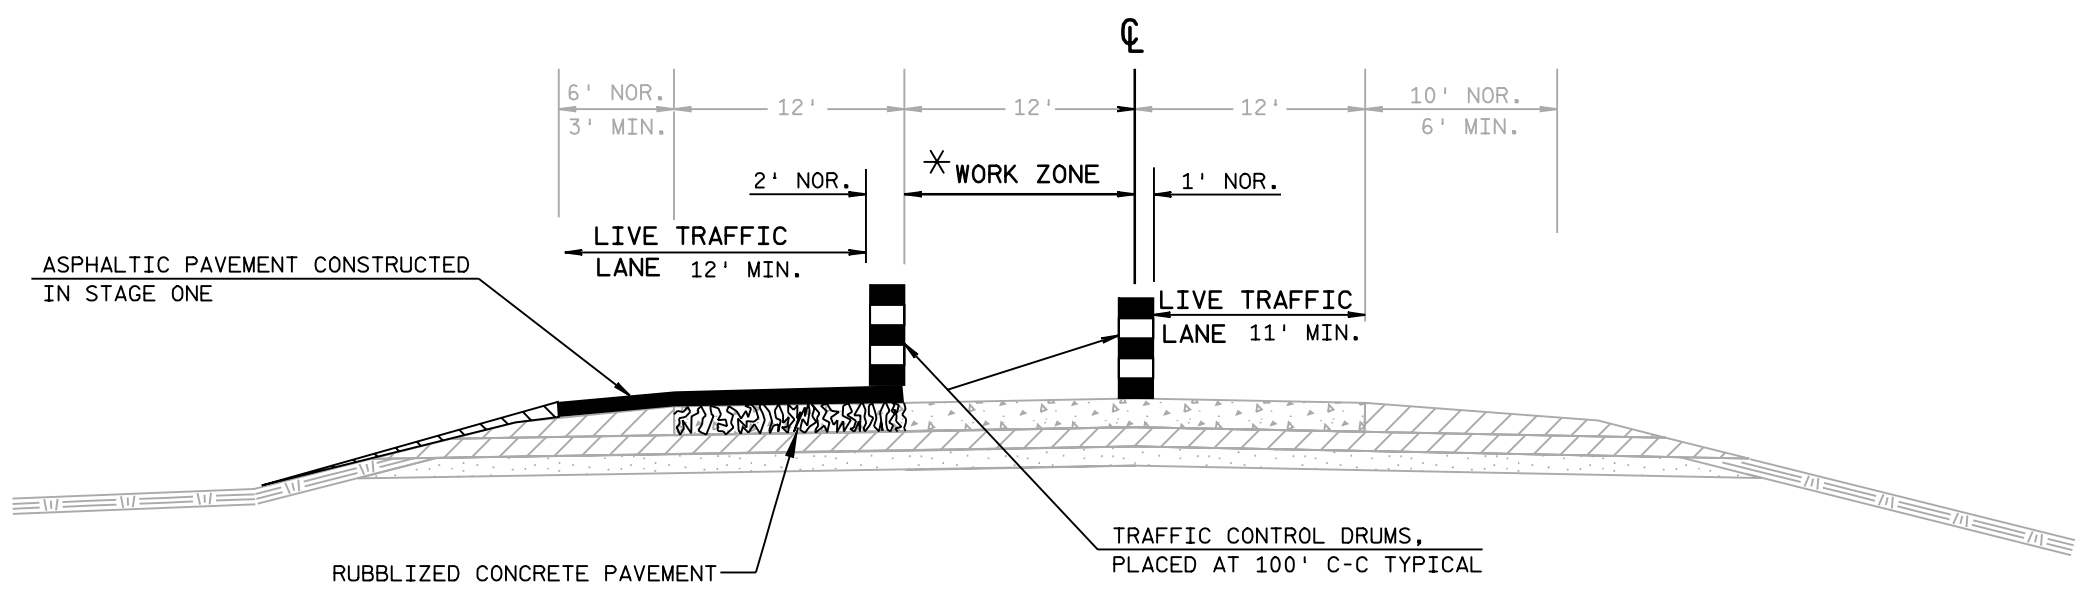 ℄
6' NOR.
3' MIN.
12'
12'
12'
10' NOR.
6' MIN.
2' NOR.
*WORK ZONE
1' NOR.
LIVE TRAFFIC
LANE 12' MIN.
ASPHALTIC PAVEMENT CONSTRUCTED
IN STAGE ONE
LIVE TRAFFIC
LANE 11' MIN.
TRAFFIC CONTROL DRUMS,
PLACED AT 100' C-C TYPICAL
RUBBLIZED CONCRETE PAVEMENT